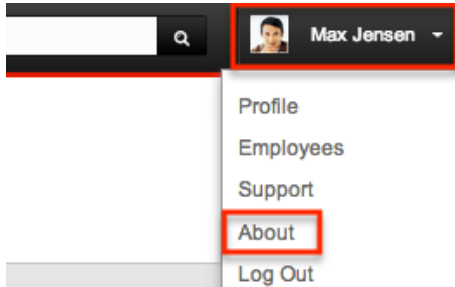 Max Jensen
Profile
Employees
Support
About
Log Out